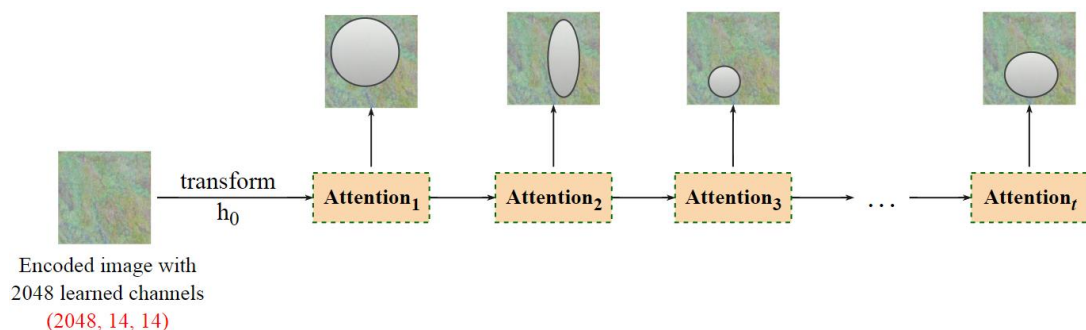 transform
h₀
Attention₁
Attention₂
Attention₃
...
Attentionₜ
Encoded image with
2048 learned channels
(2048, 14, 14)